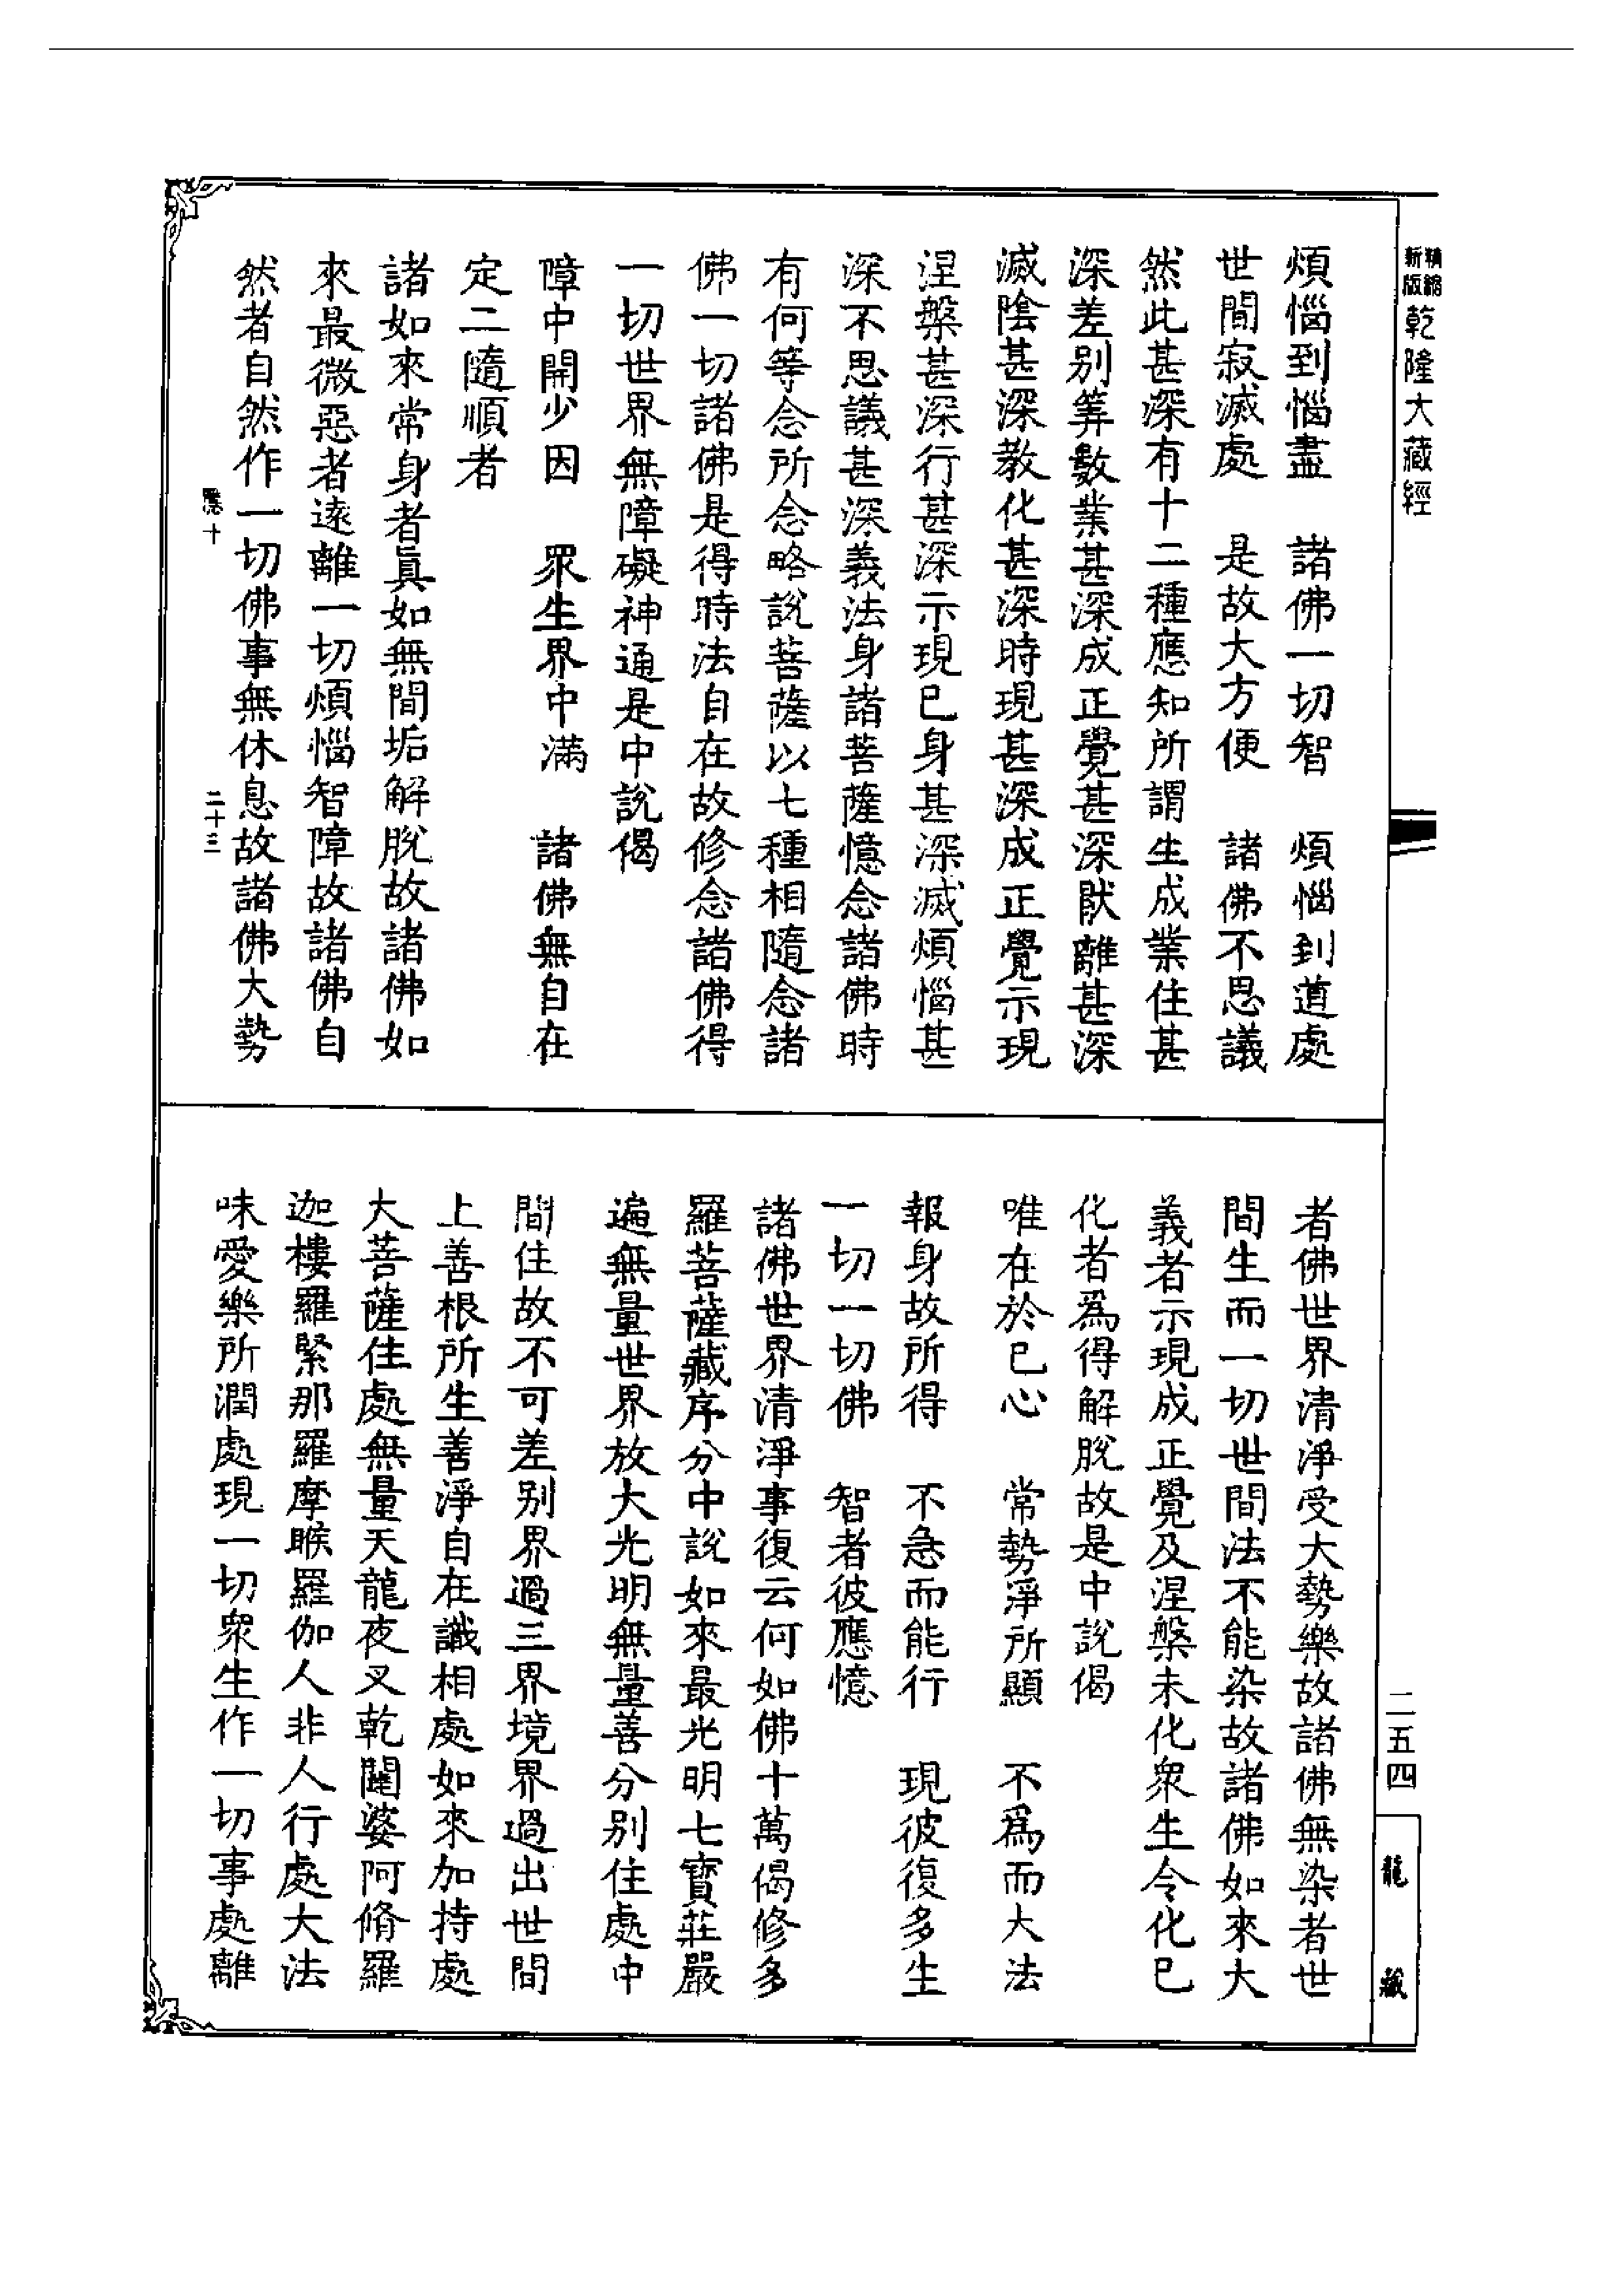 精縮新版乾隆大藏經
煩惱到惱盡　諸佛一切智　煩惱到道處
世間寂滅處　是故大方便　諸佛不思議
然此甚深有十二種應知所謂生成業住甚
深差別筭數業甚深成正覺甚深猒離甚深
滅陰甚深教化甚深時現甚深成正覺示現
涅槃甚深行甚深示現巳身甚深滅煩惱甚
深不思議甚深義法身諸菩薩憶念諸佛時
有何等念所念略說菩薩以七種相隨念諸
佛一切諸佛是得時法自在故修念諸佛得
一切世界無障礙神通是中說偈
障中開少因　眾生界中滿　諸佛無自在
定二隨順者
諸如來常身者眞如無間垢解脫故諸佛如
來最微惡者遠離一切煩惱智障故諸佛自
然者自然作一切佛事無休息故諸佛大勢
十　二十三
者佛世界清淨受大勢樂故諸佛無染者世
間生而一切世間法不能染故諸佛如來大
義者示現成正覺及涅槃未化衆生令化巳
化者爲得解脫故是中說偈
唯在於巳心　常勢淨所顯　不爲而大法
報身故所得　不急而能行　現彼復多生
一切一切佛　智者彼應憶
諸佛世界清淨事復云何如佛十萬偈修多
羅菩薩藏序分中說如來最光明七寶莊嚴
遍無量世界放大光明無量善分別住處中
間住故不可差別界過三界境界過出世間
上善根所生善淨自在識相處如來加持處
大菩薩住處無量天龍夜叉乾闥婆阿脩羅
迦樓羅緊那羅摩睺羅伽人非人行處大法
味愛樂所潤處現一切衆生作一切事處離
二五四
龍藏